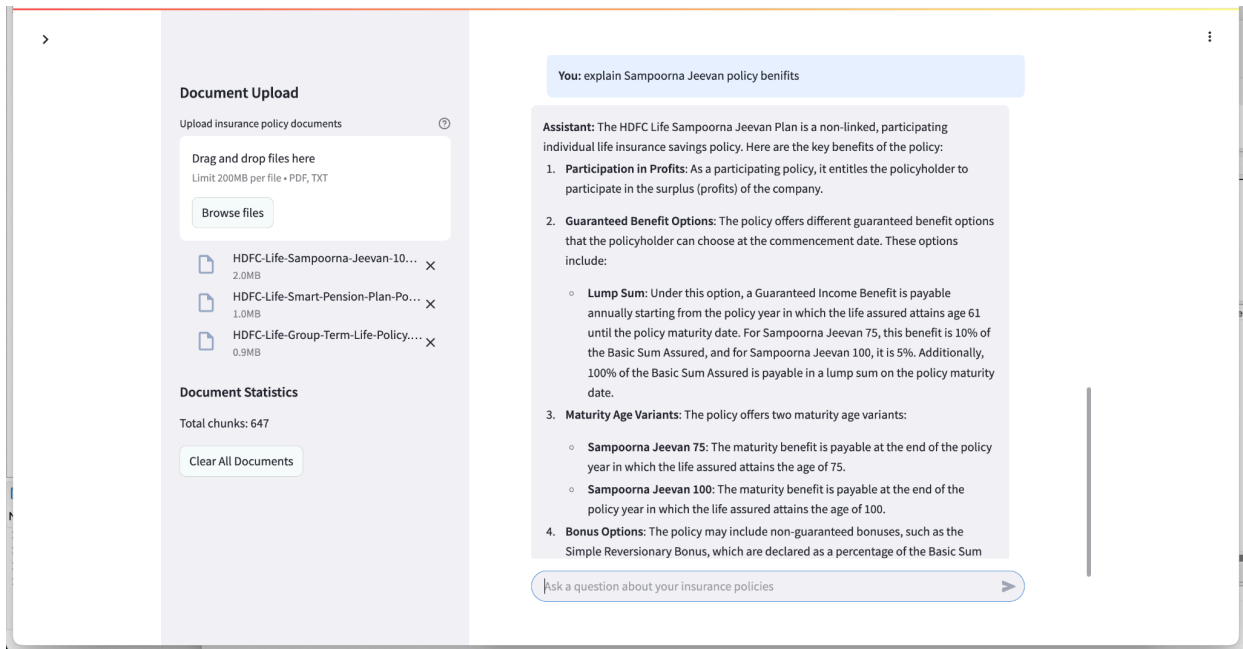 Document Upload
Upload insurance policy documents
Drag and drop files here
Limit 200MB per file • PDF, TXT
Browse files
HDFC-Life-Sampoorna-Jeevan-10...
2.0MB
HDFC-Life-Smart-Pension-Plan-Po...
1.0MB
HDFC-Life-Group-Term-Life-Policy....
0.9MB
Document Statistics
Total chunks: 647
Clear All Documents
You: explain Sampoorna Jeevan policy benifits
Assistant: The HDFC Life Sampoorna Jeevan Plan is a non-linked, participating
individual life insurance savings policy. Here are the key benefits of the policy:
1. Participation in Profits: As a participating policy, it entitles the policyholder to
participate in the surplus (profits) of the company.
2. Guaranteed Benefit Options: The policy offers different guaranteed benefit options
that the policyholder can choose at the commencement date. These options
include:
○ Lump Sum: Under this option, a Guaranteed Income Benefit is payable
annually starting from the policy year in which the life assured attains age 61
until the policy maturity date. For Sampoorna Jeevan 75, this benefit is 10% of
the Basic Sum Assured, and for Sampoorna Jeevan 100, it is 5%. Additionally,
100% of the Basic Sum Assured is payable in a lump sum on the policy maturity
date.
3. Maturity Age Variants: The policy offers two maturity age variants:
○ Sampoorna Jeevan 75: The maturity benefit is payable at the end of the policy
year in which the life assured attains the age of 75.
○ Sampoorna Jeevan 100: The maturity benefit is payable at the end of the
policy year in which the life assured attains the age of 100.
4. Bonus Options: The policy may include non-guaranteed bonuses, such as the
Simple Reversionary Bonus, which are declared as a percentage of the Basic Sum
Ask a question about your insurance policies